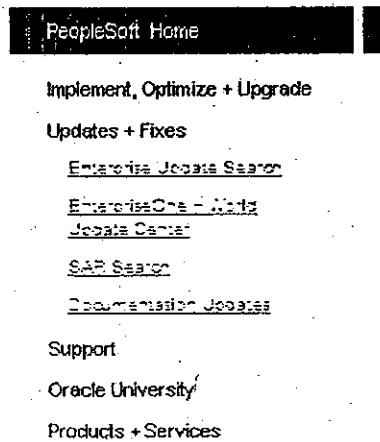 PeopleSoft Home
Implement, Optimize + Upgrade
Updates + Fixes
Enterprise Update Search
EnterpriseOne + World
Update Center
SAR Search
Documentation Updates
Support
Oracle University
Products + Services